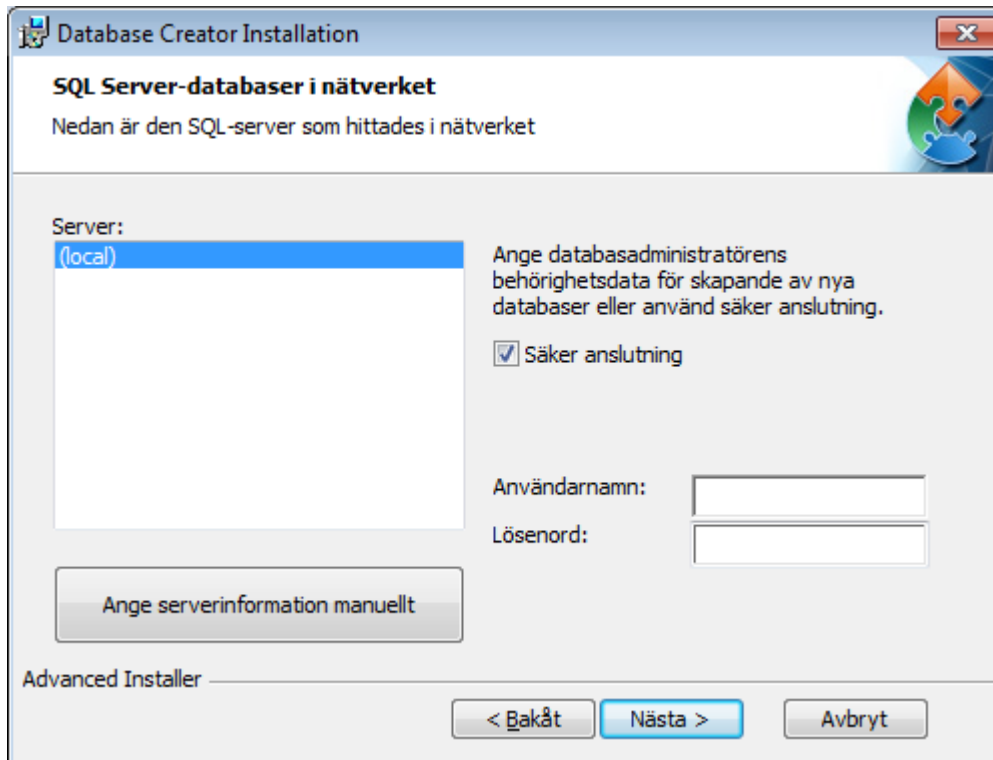 Database Creator Installation
SQL Server-databaser i nätverket
Nedan är den SQL-server som hittades i nätverket
Server:
(local)
Ange databasadministratörens
behörighetsdata för skapande av nya
databaser eller använd säker anslutning.
Säker anslutning
Användarnamn:
Lösenord:
Ange serverinformation manuellt
Advanced Installer
< Bakåt
Nästa >
Avbryt